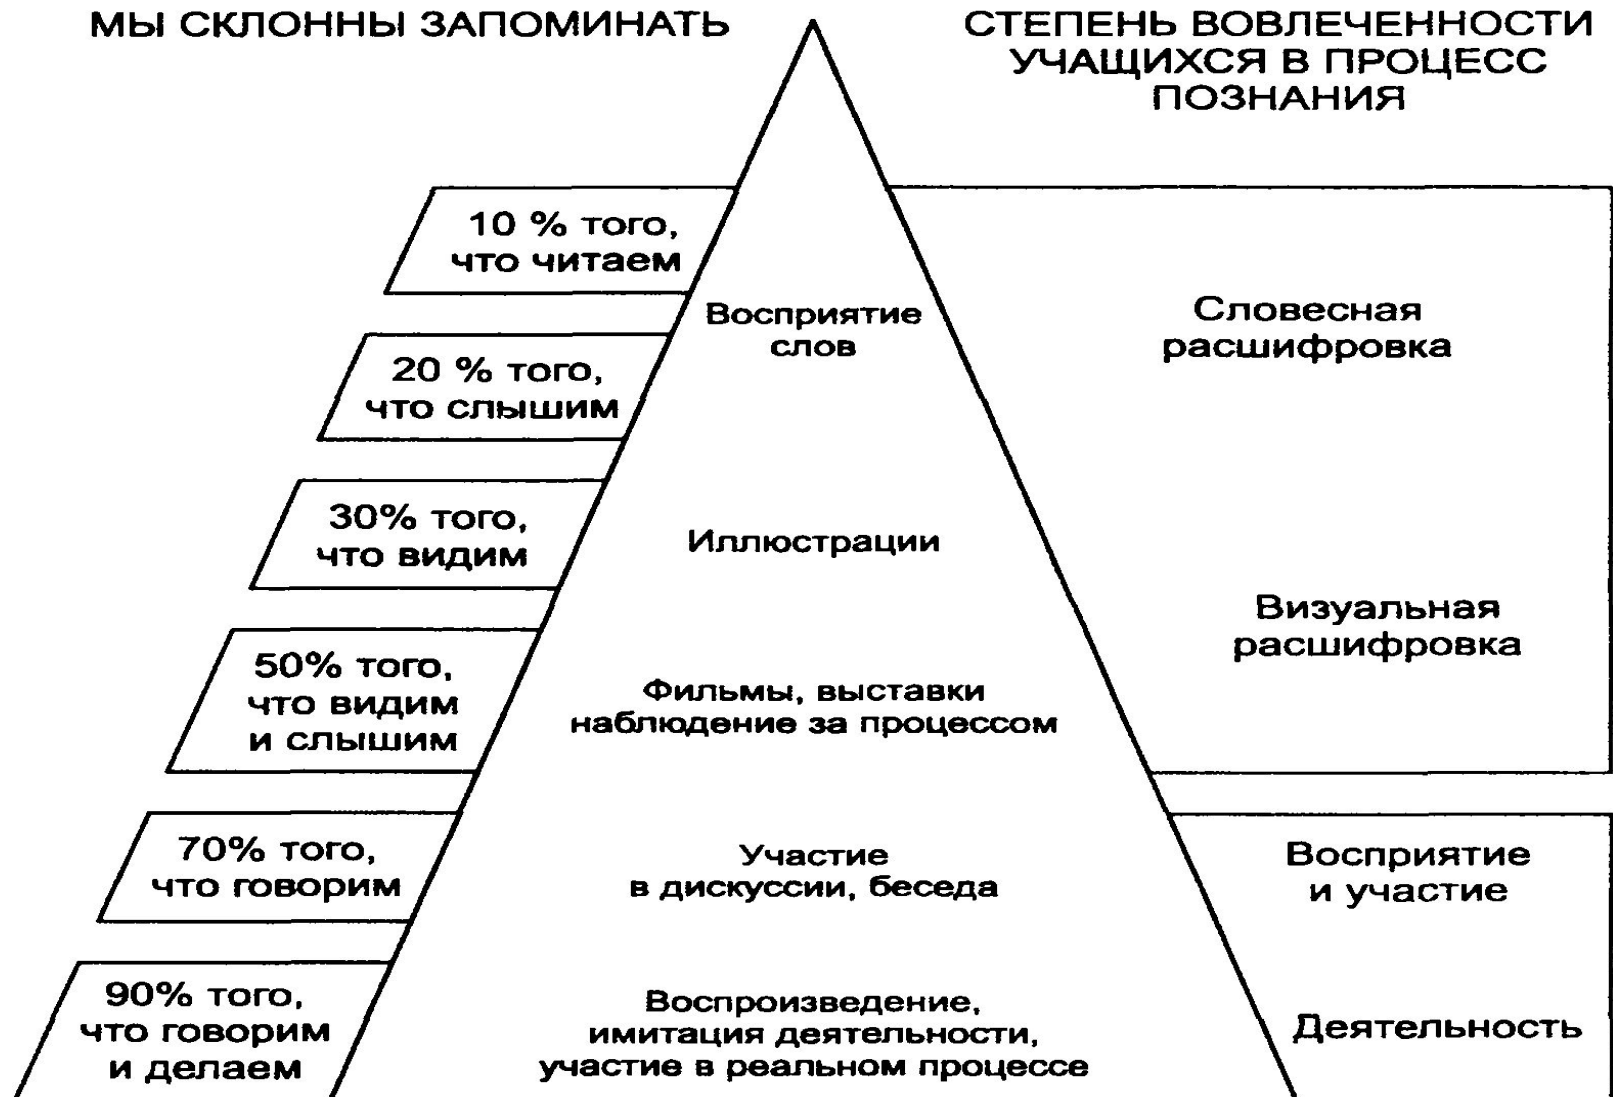 МЫ СКЛОННЫ ЗАПОМИНАТЬ
СТЕПЕНЬ ВОВЛЕЧЕННОСТИ
УЧАЩИХСЯ В ПРОЦЕСС
ПОЗНАНИЯ
10 % того,
что читаем
20 % того,
что слышим
30% того,
что видим
50% того,
что видим
и слышим
70% того,
что говорим
90% того,
что говорим
и делаем
Восприятие
слов
Иллюстрации
Фильмы, выставки
наблюдение за процессом
Участие
в дискуссии, беседа
Воспроизведение,
имитация деятельности,
участие в реальном процессе
Словесная
расшифровка
Визуальная
расшифровка
Восприятие
и участие
Деятельность